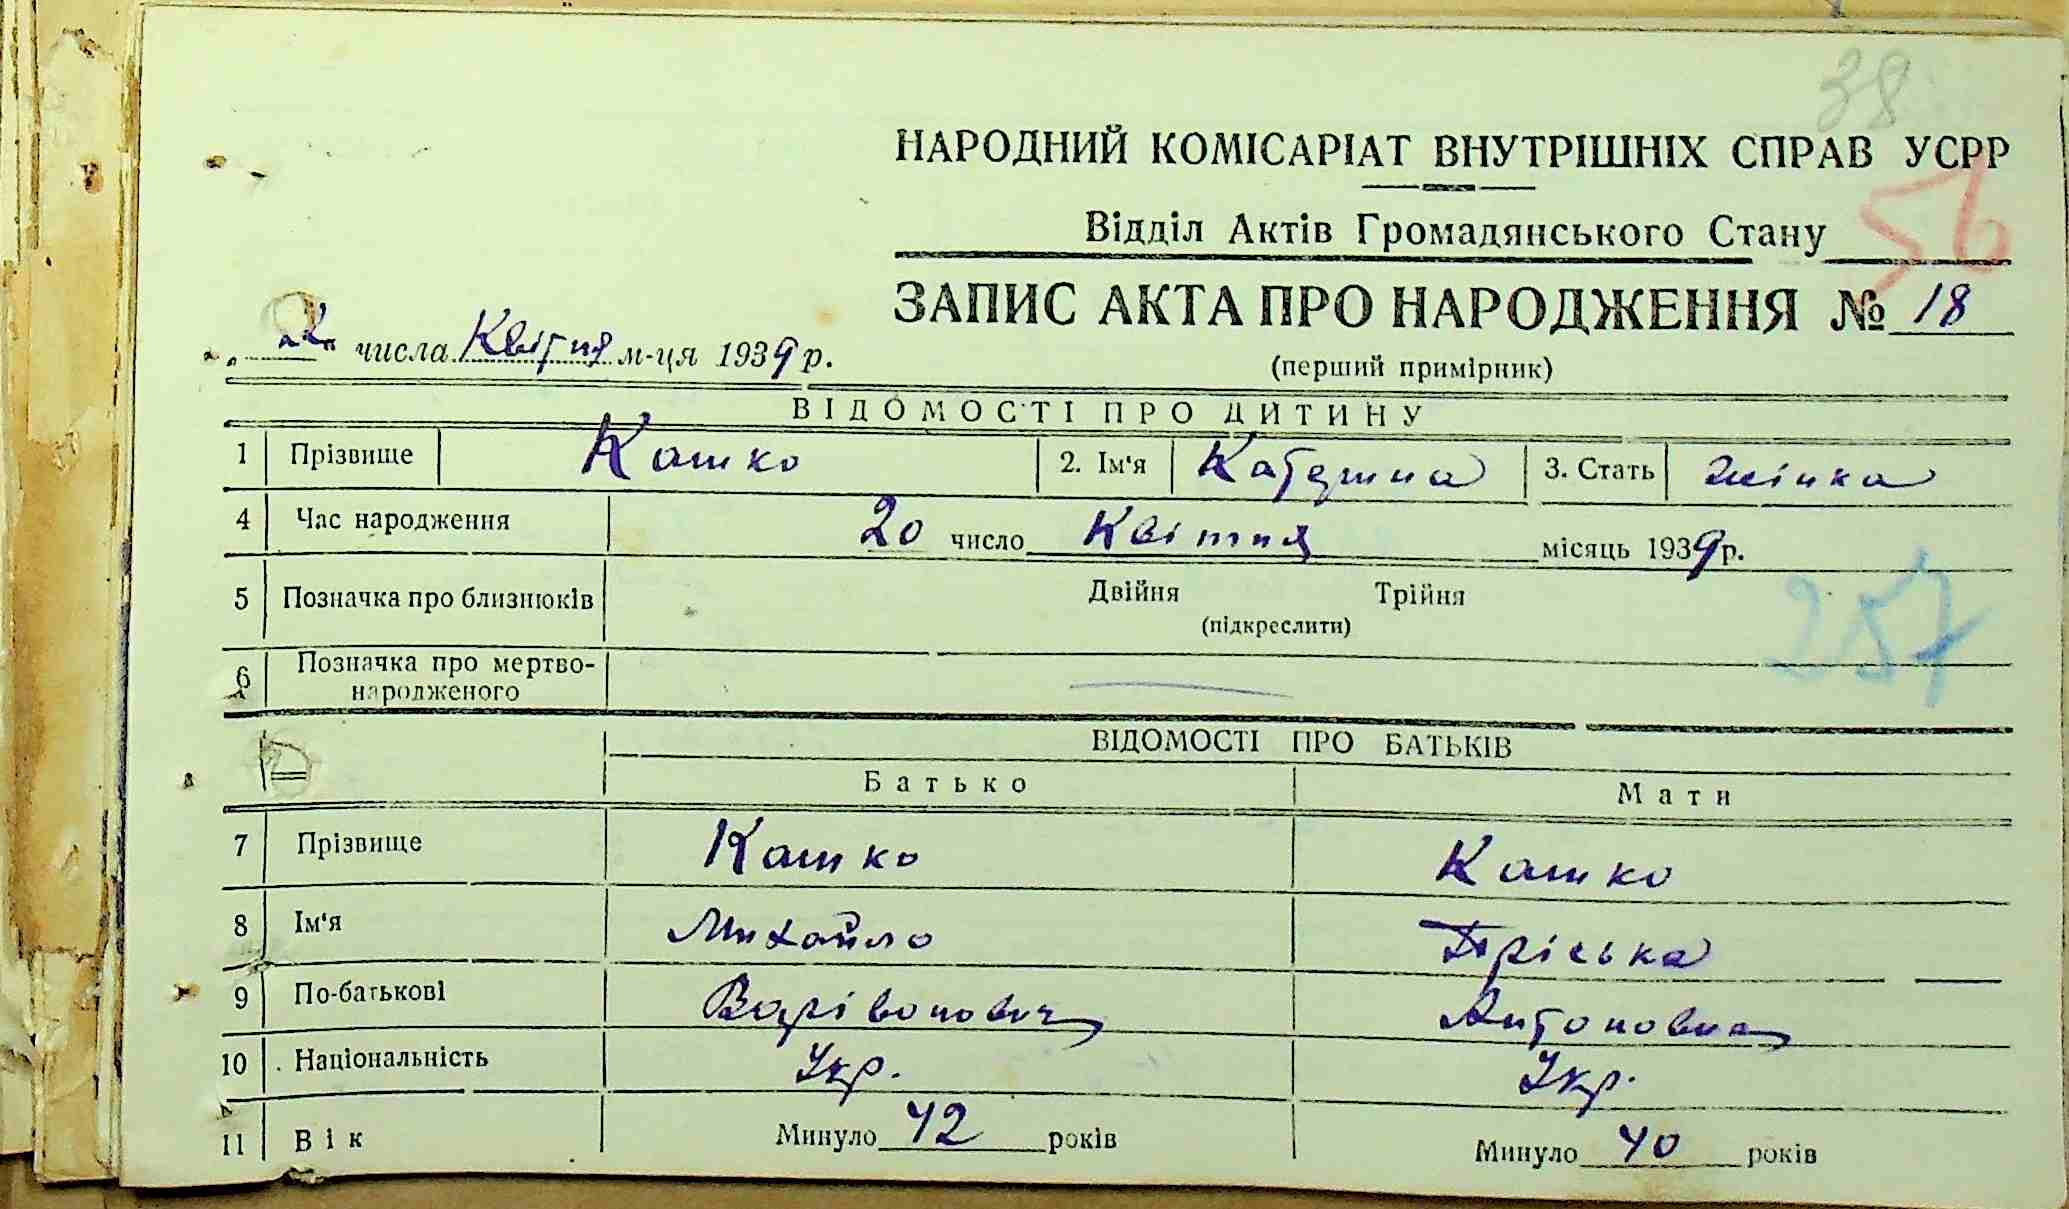 38
НАРОДНИЙ КОМІСАРІАТ ВНУТРІШНІХ СПРАВ УСРР
56
Відділ Актів Громадянського Стану
ЗАПИС АКТА ПРО НАРОДЖЕННЯ № 18
(перший примірник)
числа Квітня м-ця 1939 р.
ВІДОМОСТІ ПРО ДИТИНУ
1 Прізвище Кашко 2. Ім'я Катерина 3. Стать жінка
4 Час народження 20 число Квітня місяць 1939 р.
5 Позначка про близнюків Двійня Трійня
(підкреслити)
257
6 Позначка про мертво-
народженого
ВІДОМОСТІ ПРО БАТЬКІВ
Батько Мати
7 Прізвище Кашко Кашко
8 Ім'я Михайло Пріська
9 По-батькові Варівонович Антоновна
10 Національність Укр. Укр.
11 Вік Минуло 42 років Минуло 40 років